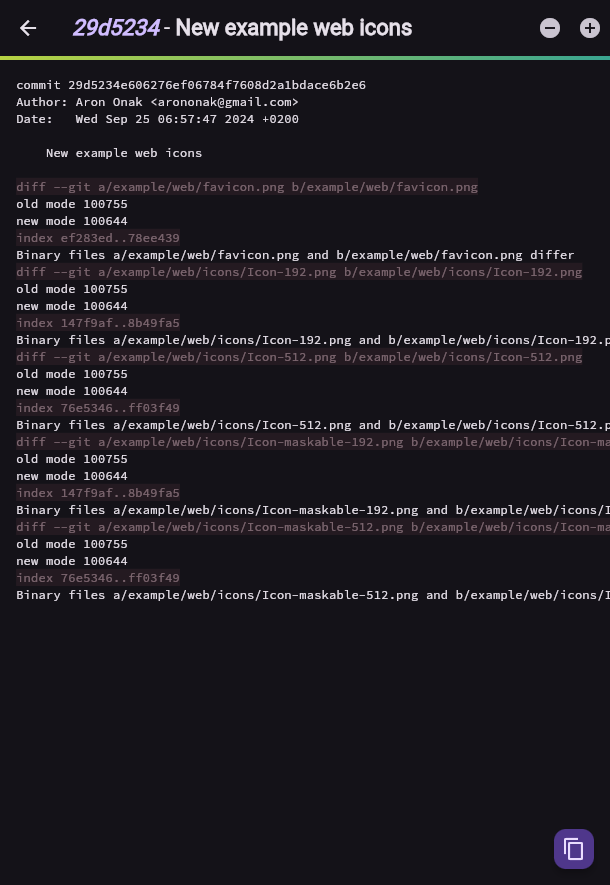 29d5234 - New example web icons
commit 29d5234e606276ef06784f7608d2a1bdace6b2e6
Author: Aron Onak <arononak@gmail.com>
Date:   Wed Sep 25 06:57:47 2024 +0200
New example web icons
diff --git a/example/web/favicon.png b/example/web/favicon.png
old mode 100755
new mode 100644
index ef283ed..78ee439
Binary files a/example/web/favicon.png and b/example/web/favicon.png differ
diff --git a/example/web/icons/Icon-192.png b/example/web/icons/Icon-192.png
old mode 100755
new mode 100644
index 147f9af..8b49fa5
Binary files a/example/web/icons/Icon-192.png and b/example/web/icons/Icon-192.p
diff --git a/example/web/icons/Icon-512.png b/example/web/icons/Icon-512.png
old mode 100755
new mode 100644
index 76e5346..ff03f49
Binary files a/example/web/icons/Icon-512.png and b/example/web/icons/Icon-512.p
diff --git a/example/web/icons/Icon-maskable-192.png b/example/web/icons/Icon-ma
old mode 100755
new mode 100644
index 147f9af..8b49fa5
Binary files a/example/web/icons/Icon-maskable-192.png and b/example/web/icons/I
diff --git a/example/web/icons/Icon-maskable-512.png b/example/web/icons/Icon-ma
old mode 100755
new mode 100644
index 76e5346..ff03f49
Binary files a/example/web/icons/Icon-maskable-512.png and b/example/web/icons/I